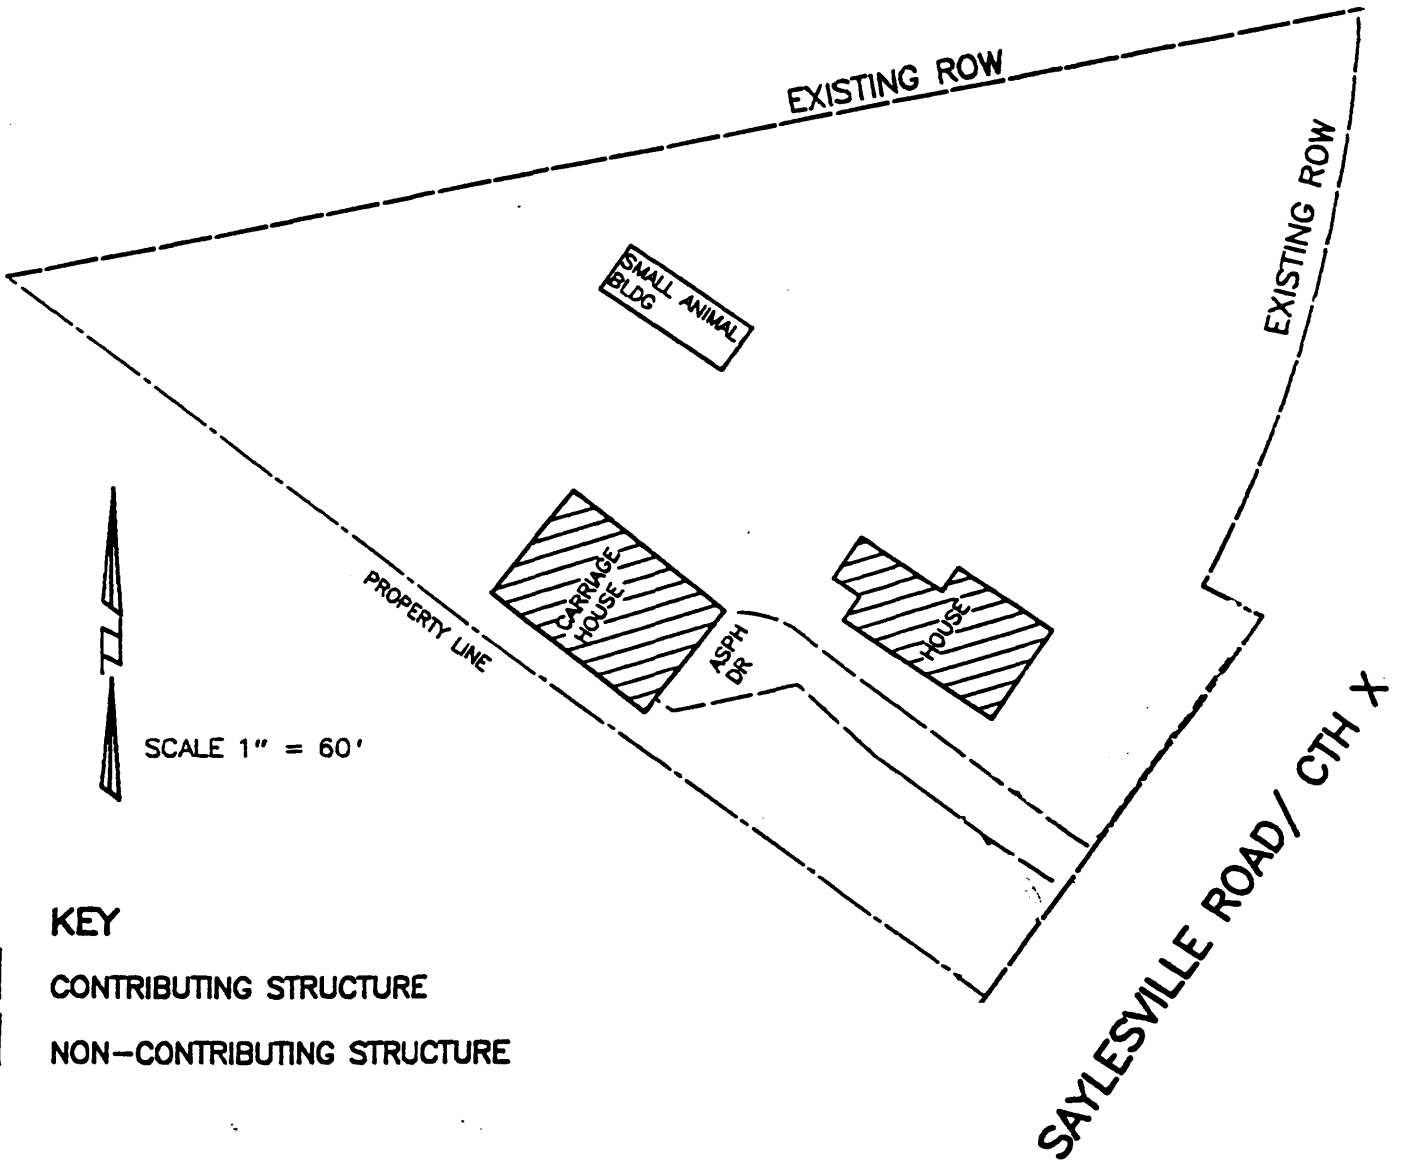 EXISTING ROW
EXISTING ROW
SMALL ANIMAL
BLDG
CARRIAGE
HOUSE
HOUSE
ASPH
DR
PROPERTY LINE
SCALE 1" = 60'
SAYLESVILLE ROAD/ CTH X
KEY
CONTRIBUTING STRUCTURE
NON-CONTRIBUTING STRUCTURE